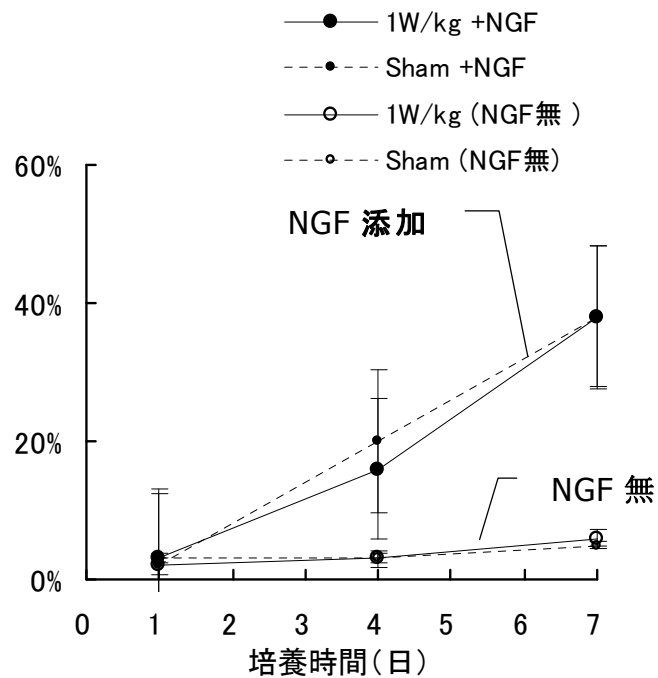 1W/kg +NGF
Sham +NGF
1W/kg (NGF無 )
Sham (NGF無)
60%
NGF 添加
40%
20%
NGF 無
0%
0 1 2 3 4 5 6 7
培養時間(日)